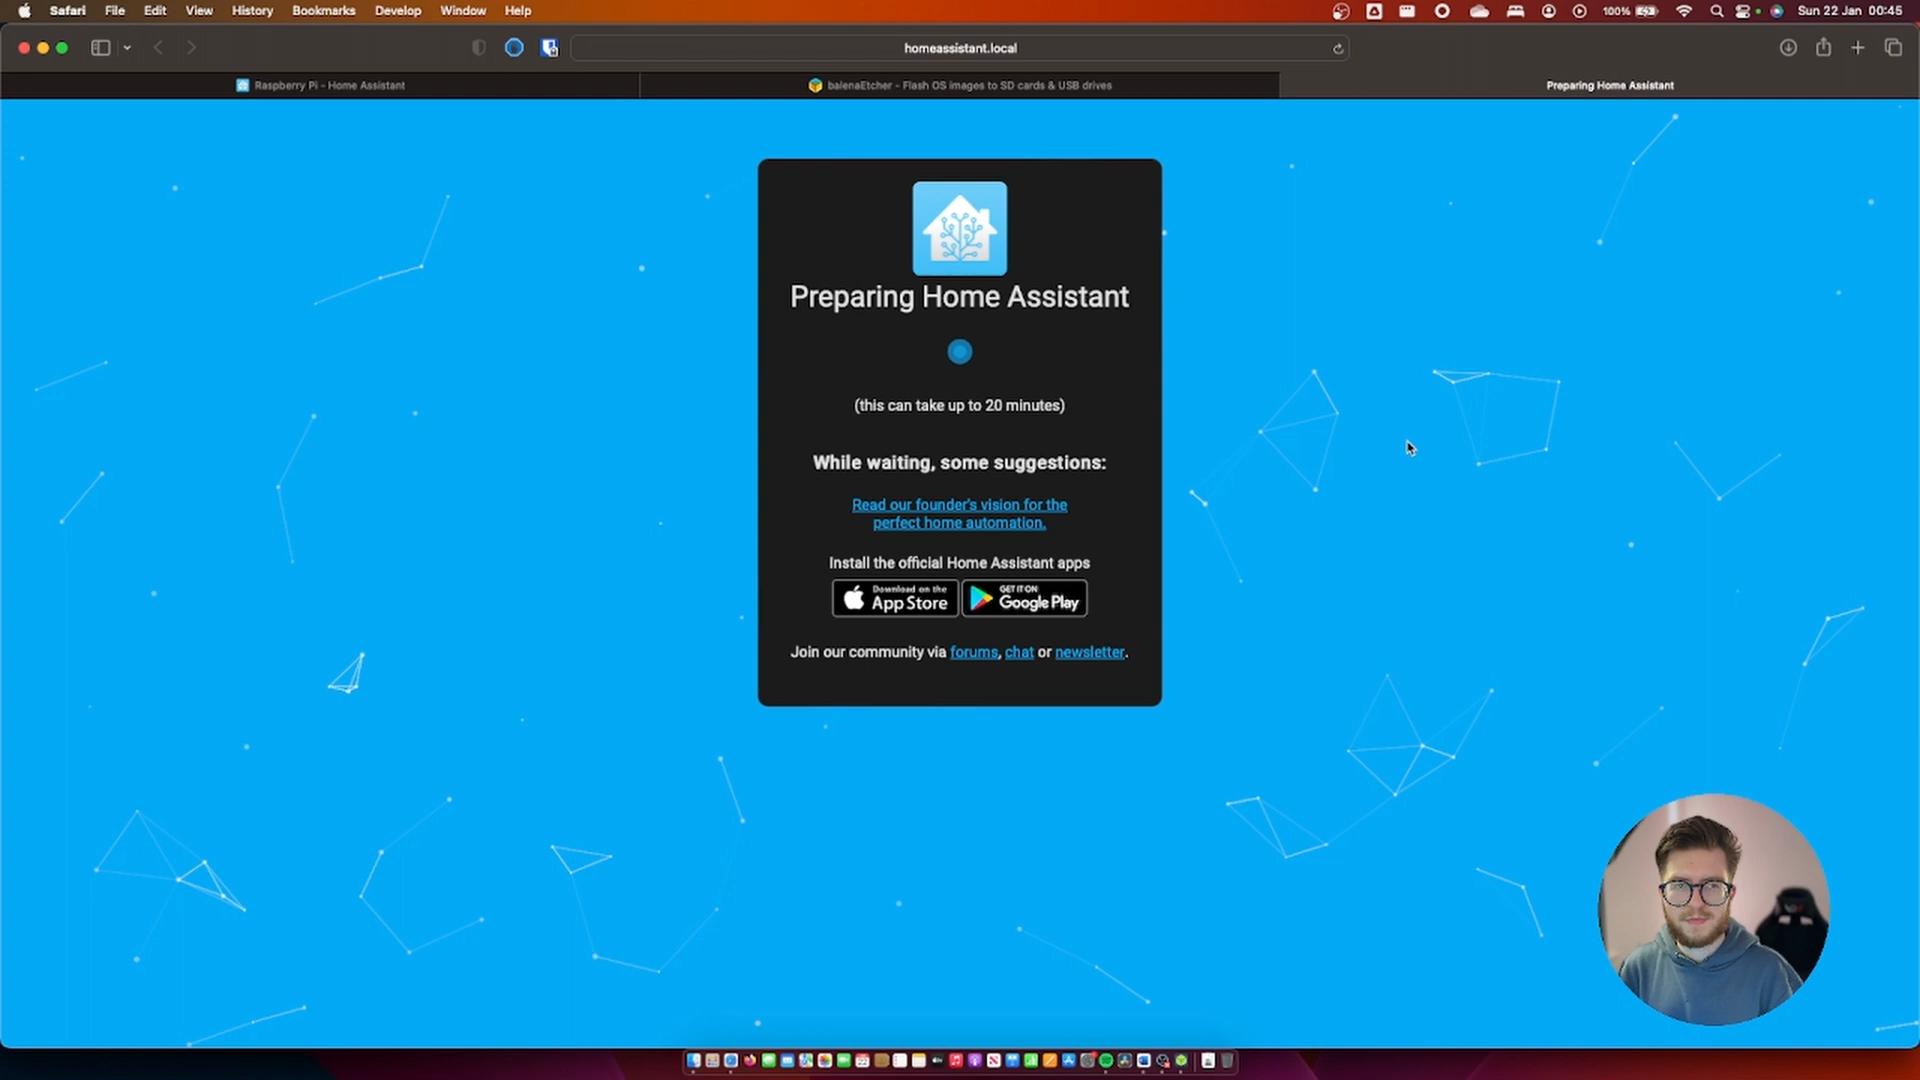 Safari File Edit View History Bookmarks Develop Window Help 100% Sun 22 Jan 00:45
homeassistant.local
Raspberry Pi - Home Assistant
balenaEtcher - Flash OS images to SD cards & USB drives
Preparing Home Assistant
Preparing Home Assistant
(this can take up to 20 minutes)
While waiting, some suggestions:
Read our founder's vision for the
perfect home automation.
Install the official Home Assistant apps
Download on the
App Store
GET IT ON
Google Play
Join our community via forums, chat or newsletter.